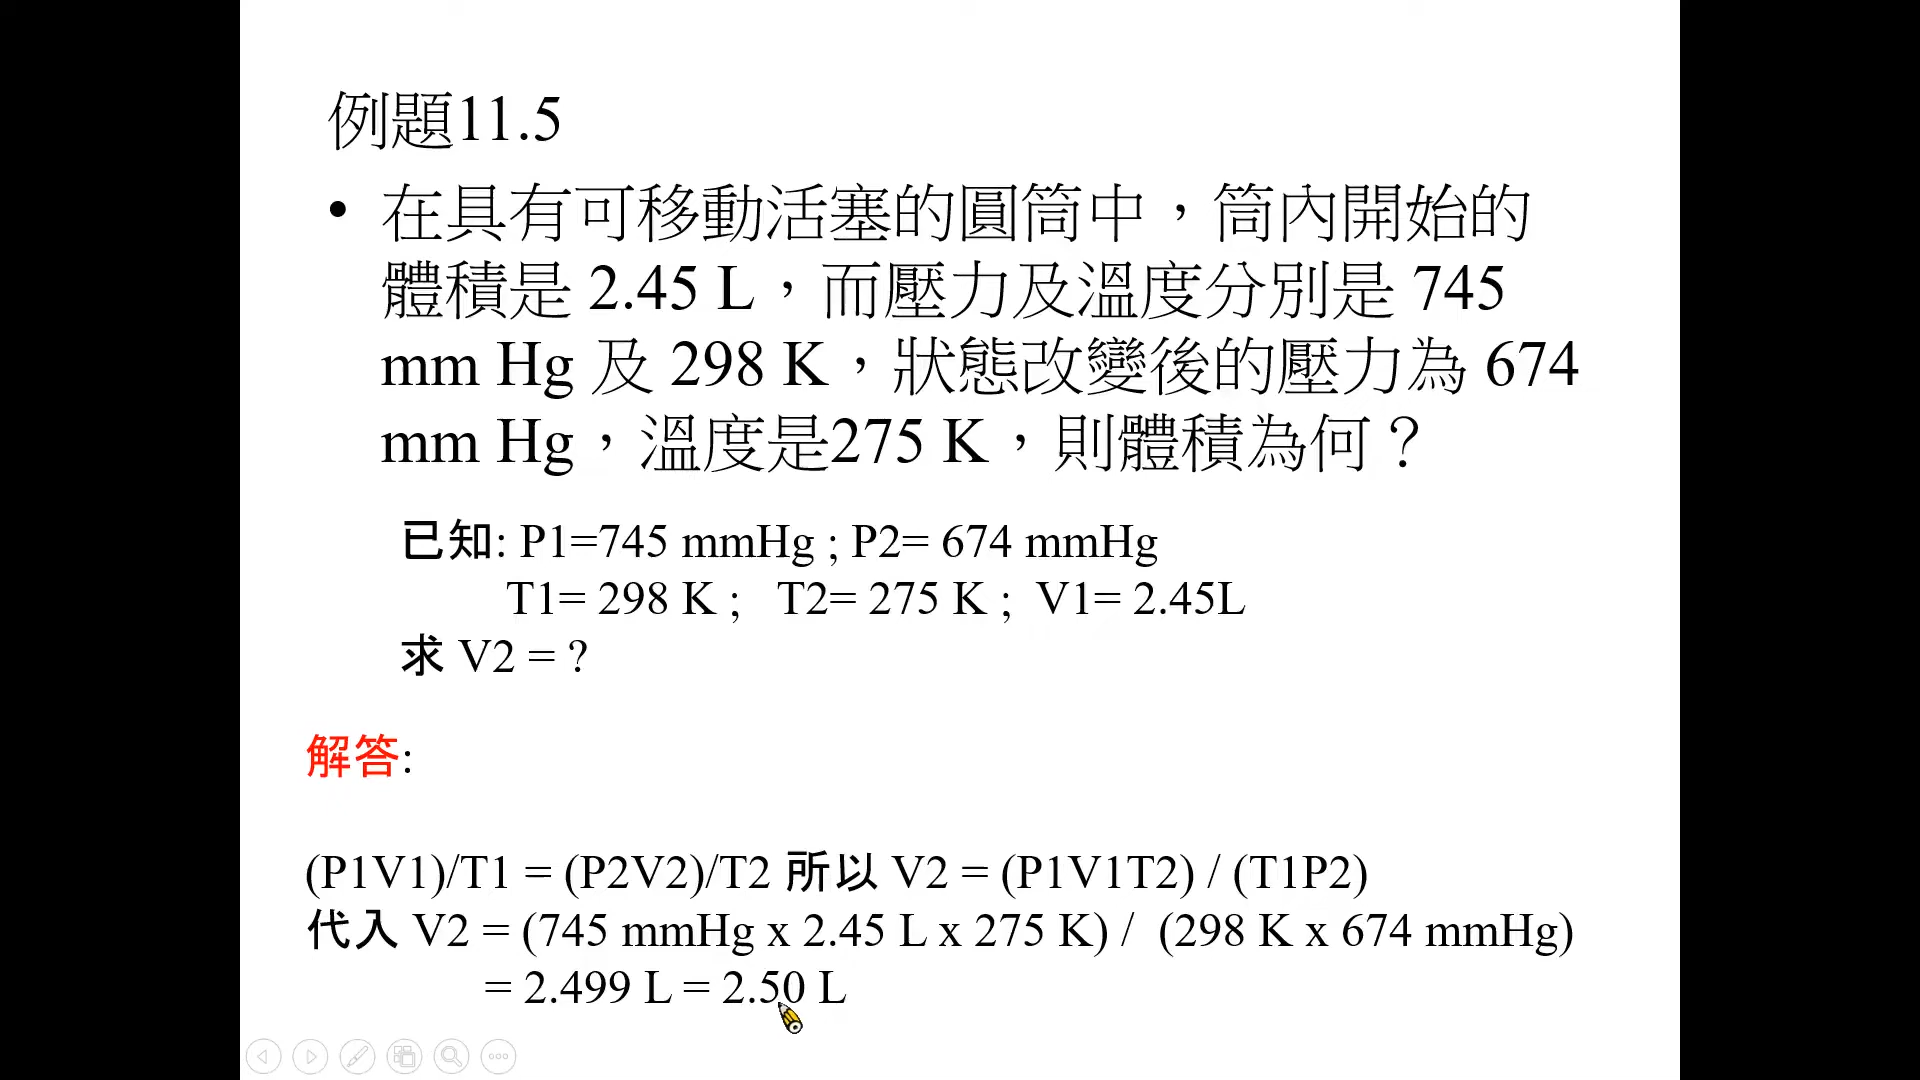 例題11.5
• 在具有可移動活塞的圓筒中，筒內開始的
體積是 2.45 L，而壓力及溫度分別是 745
mm Hg 及 298 K，狀態改變後的壓力為 674
mm Hg，溫度是275 K，則體積為何？
已知: P1=745 mmHg ; P2= 674 mmHg
T1= 298 K ; T2= 275 K ; V1= 2.45L
求 V2 = ?
解答:
(P1V1)/T1 = (P2V2)/T2 所以 V2 = (P1V1T2) / (T1P2)
代入 V2 = (745 mmHg x 2.45 L x 275 K) / (298 K x 674 mmHg)
= 2.499 L = 2.50 L